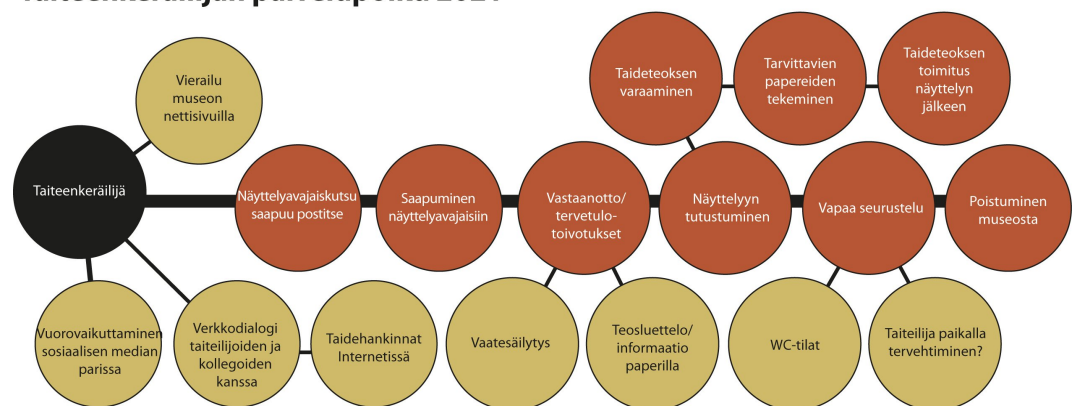 Vierailu
museon
nettisivuilla
Taideteoksen
varaaminen
Tarvittavien
papereiden
tekeminen
Taideteoksen
toimitus
näyttelyn
jälkeen
Taiteenkeräilijä
Näyttelyavajaiskutsu
saapuu postitse
Saapuminen
näyttelyavajaisiin
Vastaanotto/
tervetulo-
toivotukset
Näyttelyyn
tutustuminen
Vapaa seurustelu
Poistuminen
museosta
Vuorovaikuttaminen
sosiaalisen median
parissa
Verkkodialogi
taiteilijoiden ja
kollegoiden
kanssa
Taidehankinnat
Internetissä
Vaatesäilytys
Teosluettelo/
informaatio
paperilla
WC-tilat
Taiteilija paikalla
tervehtiminen?